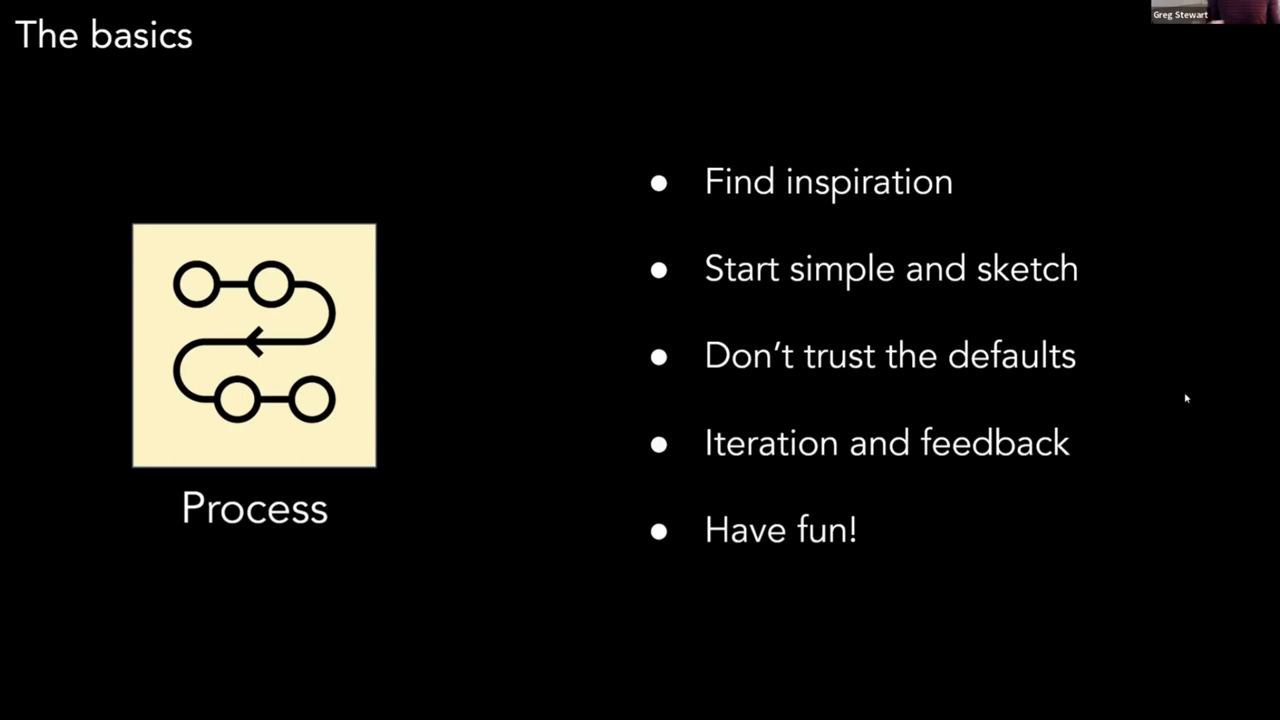 The basics
Greg Stewart
● Find inspiration
● Start simple and sketch
● Don’t trust the defaults
● Iteration and feedback
● Have fun!
Process